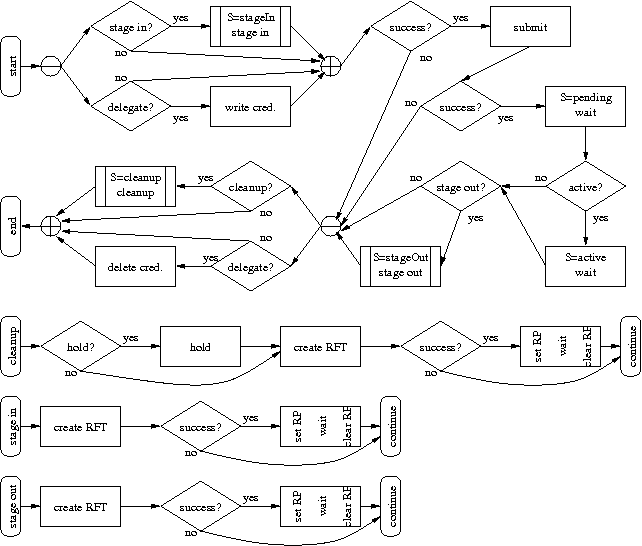 start
stage in?
yes
no
S=stageIn
stage in
no
delegate?
yes
write cred.
success?
yes
no
submit
no
success?
yes
S=pending
wait
active?
no
yes
S=active
wait
stage out?
no
yes
S=stageOut
stage out
cleanup?
yes
no
S=cleanup
cleanup
no
delegate?
yes
delete cred.
end
cleanup
hold?
yes
no
hold
create RFT
success?
yes
no
set RP
wait
clear RP
continue
stage in
create RFT
success?
yes
no
set RP
wait
clear RP
continue
stage out
create RFT
success?
yes
no
set RP
wait
clear RP
continue